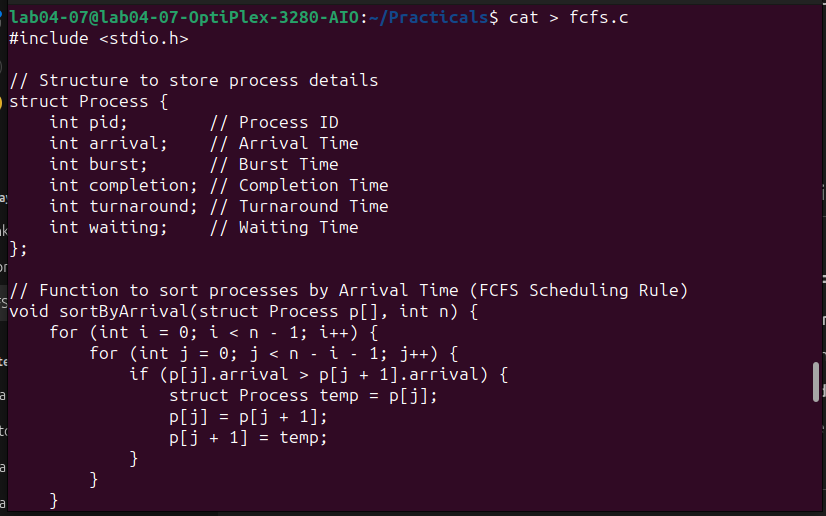 lab04-07@lab04-07-OptiPlex-3280-AIO:~/Practicals$ cat > fcfs.c
#include <stdio.h>

// Structure to store process details
struct Process {
    int pid;        // Process ID
    int arrival;    // Arrival Time
    int burst;      // Burst Time
    int completion; // Completion Time
    int turnaround; // Turnaround Time
    int waiting;    // Waiting Time
};

// Function to sort processes by Arrival Time (FCFS Scheduling Rule)
void sortByArrival(struct Process p[], int n) {
    for (int i = 0; i < n - 1; i++) {
        for (int j = 0; j < n - i - 1; j++) {
            if (p[j].arrival > p[j + 1].arrival) {
                struct Process temp = p[j];
                p[j] = p[j + 1];
                p[j + 1] = temp;
            }
        }
    }